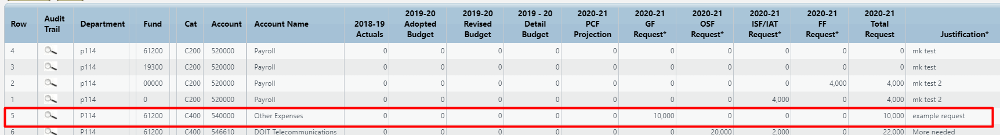 Row Audit Trail Department Fund Cat Account Account Name 2018-19 Actuals 2019-20 Adopted Budget 2019-20 Revised Budget 2019 - 20 Detail Budget 2020-21 PCF Projection 2020-21 GF Request* 2020-21 OSF Request* 2020-21 ISF/IAT Request* 2020-21 FF Request* 2020-21 Total Request Justification*
4 p114 61200 C200 520000 Payroll 0 0 0 0 0 0 0 0 0 0 mk test
3 p114 19300 C200 520000 Payroll 0 0 0 0 0 0 0 0 0 0 mk test
2 p114 00000 C200 520000 Payroll 0 0 0 0 0 0 0 0 4,000 4,000 mk test 2
1 p114 0 C200 520000 Payroll 0 0 0 0 0 0 0 4,000 0 4,000 mk test 2
5 P114 61200 C400 540000 Other Expenses 0 0 0 0 0 10,000 0 0 0 10,000 example request
6 P114 61200 C400 546610 DOIT Telecommunications 0 0 0 0 0 0 20,000 2,000 0 22,000 More needed